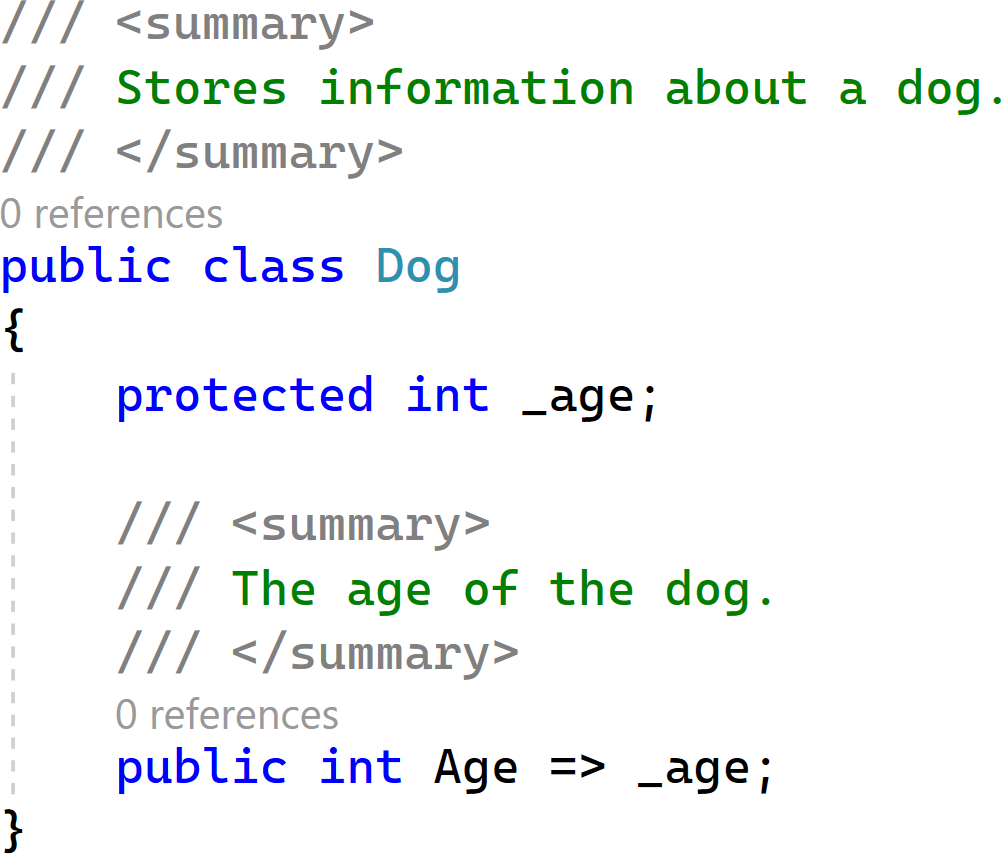 /// <summary>
/// Stores information about a dog.
/// </summary>
0 references
public class Dog
{
protected int _age;
/// <summary>
/// The age of the dog.
/// </summary>
0 references
public int Age => _age;
}